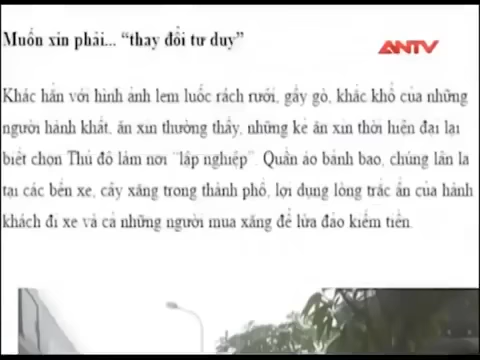 Muốn xin phải... “thay đổi tư duy”
ANTV
Khác hẳn với hình ảnh lem luốc rách rưới, gầy gò, khắc khổ của những
người hành khất, ăn xin thường thấy, những kẻ ăn xin thời hiện đại lại
biết chọn Thủ đô làm nơi “lập nghiệp”. Quần áo bảnh bao, chúng lân la
tại các bến xe, cây xăng trong thành phố, lợi dụng lòng trắc ẩn của hành
khách đi xe và cả những người mua xăng để lừa đảo kiếm tiền.